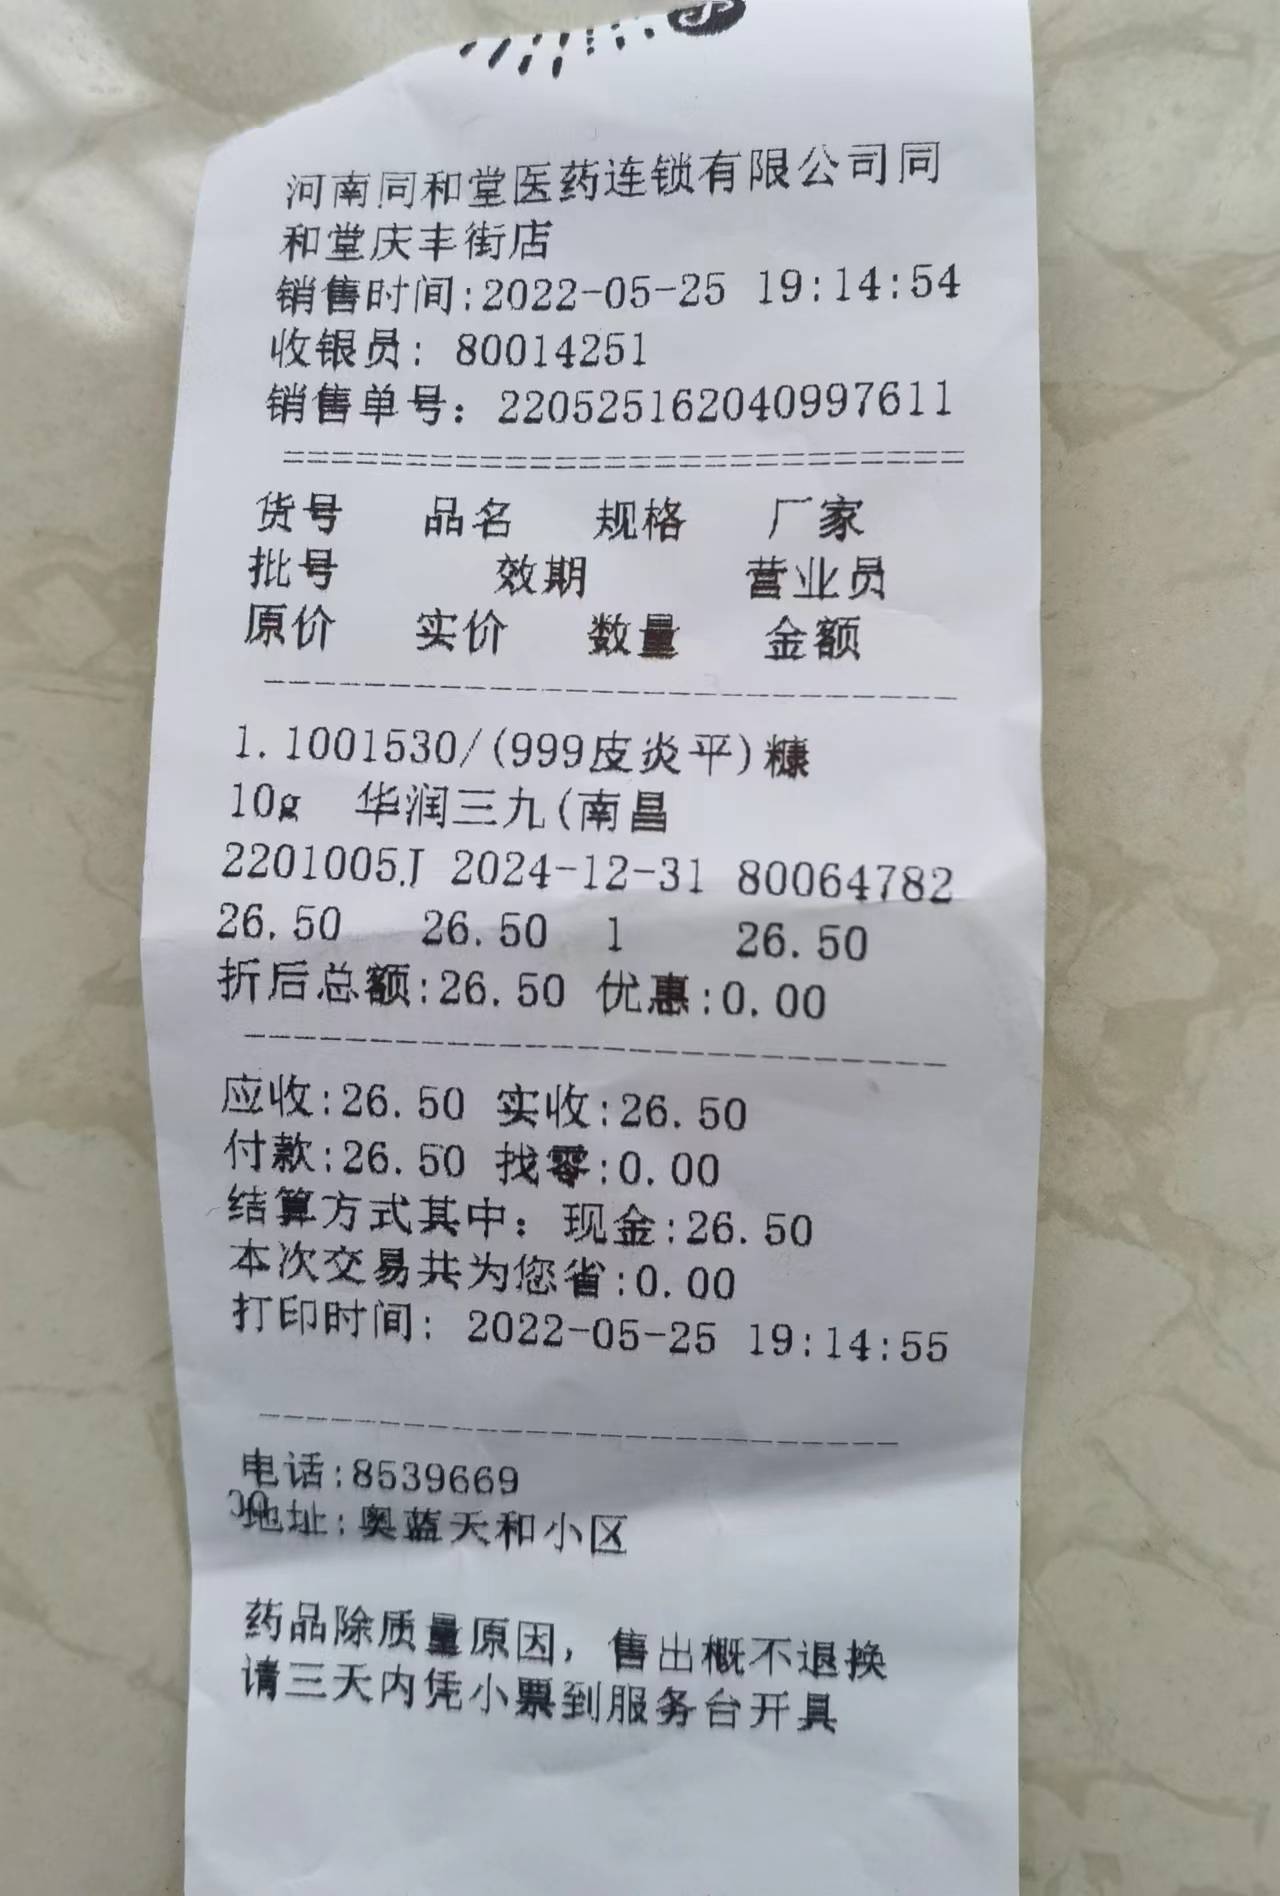 河南同和堂医药连锁有限公司同
和堂庆丰街店
销售时间:2022-05-25 19:14:54
收银员: 80014251
销售单号: 220525162040997611
============================
货号 品名 规格 厂家
批号 效期 营业员
原价 实价 数量 金额
----------------------------
1.1001530/(999皮炎平)糠
10g 华润三九(南昌
2201005J 2024-12-31 80064782
26.50 26.50 1 26.50
折后总额:26.50 优惠:0.00
----------------------------
应收:26.50 实收:26.50
付款:26.50 找零:0.00
结算方式其中: 现金:26.50
本次交易共为您省:0.00
打印时间: 2022-05-25 19:14:55
----------------------------
电话:8539669
地址:奥蓝天和小区
药品除质量原因, 售出概不退换
请三天内凭小票到服务台开具